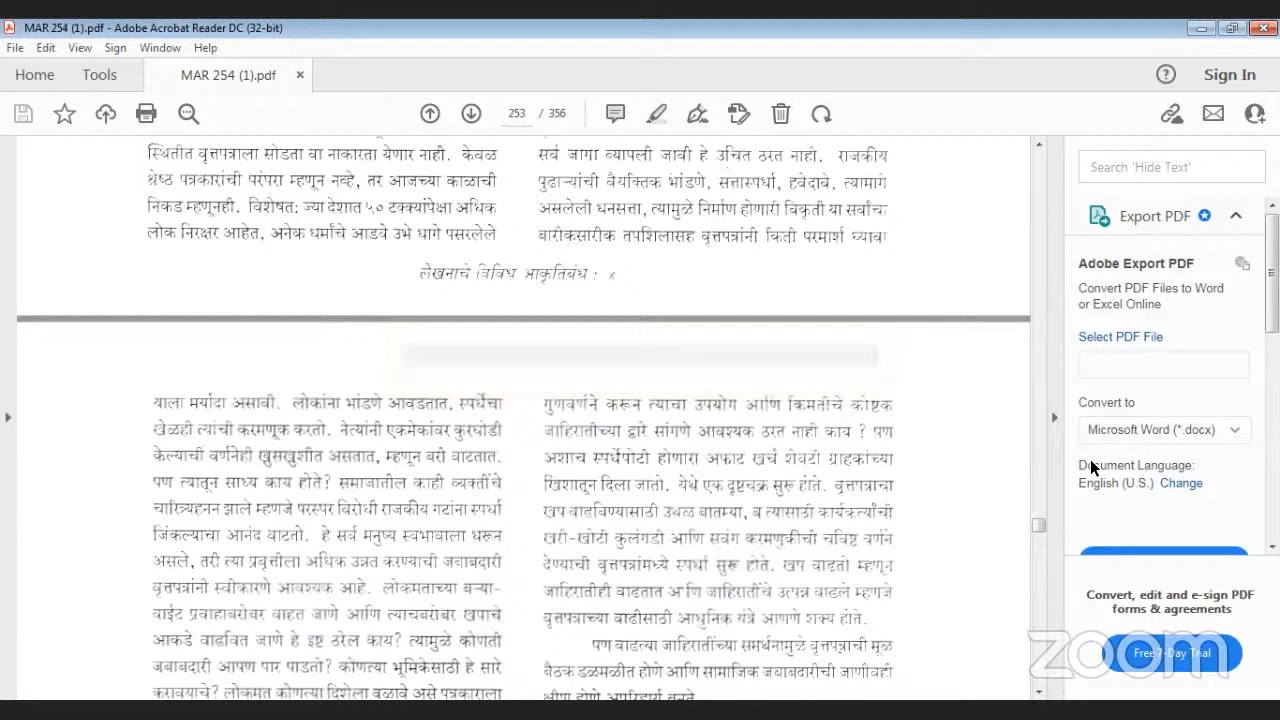 MAR 254 (1).pdf - Adobe Acrobat Reader DC (32-bit)
File Edit View Sign Window Help
Home Tools MAR 254 (1).pdf × Sign In
253 / 356
स्थितीत वृत्तपत्राला सोडता वा नाकारता येणार नाही. केवळ
श्रेष्ठ पत्रकारांची परंपरा म्हणून नव्हे, तर आजच्या काळाची
निकड म्हणूनही. विशेषतः ज्या देशात ५० टक्क्यांपेक्षा अधिक
लोक निरक्षर आहेत, अनेक धर्मांचे आडवे उभे धागे पसरलेले
सर्व जागा व्यापली जावी हे उचित ठरत नाही. राजकीय
पुढाऱ्यांची वैयक्तिक भांडणे, सत्तास्पर्धा, हवेदावे, त्यामागे
असलेली धनसत्ता, त्यामुळे निर्माण होणारी विकृती या सर्वांचा
बारीकसारीक तपशिलासह वृत्तपत्रांनी किती परामर्श घ्यावा
लेखनाचे विविध आकृतिबंध : ४
याला मर्यादा असावी. लोकांना भांडणे आवडतात, स्पर्धेचा
खेळही त्यांची करमणूक करतो. नेत्यांनी एकमेकांवर कुरघोडी
केल्याची वर्णनेही खुसखुशीत असतात, म्हणून बरी वाटतात.
पण त्यातून साध्य काय होते? समाजातील काही व्यक्तींचे
चारित्र्यहनन झाले म्हणजे परस्पर विरोधी राजकीय गटांना स्पर्धा
जिंकल्याचा आनंद वाटतो. हे सर्व मनुष्य स्वभावाला धरून
असले, तरी त्या प्रवृत्तीला अधिक उन्नत करण्याची जबाबदारी
वृत्तपत्रांनी स्वीकारणे आवश्यक आहे. लोकमताच्या बऱ्या-
वाईट प्रवाहाबरोबर वाहत जाणे आणि त्याचबरोबर खपाचे
आकडे वाढवित जाणे हे इष्ट ठरेल काय? त्यामुळे कोणती
जबाबदारी आपण पार पाडतो? कोणत्या भूमिकेसाठी हे सारे
करावयाचे? लोकमत कोणत्या दिशेला वळावे असे पत्रकाराला
गुणवर्णने करून त्याचा उपयोग आणि किमतीचे कोष्टक
जाहिरातीच्या द्वारे सांगणे आवश्यक ठरत नाही काय ? पण
अशाच स्पर्धेपोटी होणारा अफाट खर्च शेवटी ग्राहकांच्या
खिशातून दिला जातो. येथे एक दृष्टचक्र सुरू होते. वृत्तपत्राचा
खप वाढविण्यासाठी उथळ बातम्या, व त्यासाठी कार्यकर्त्यांची
खरी-खोटी कुलंगडी आणि सवंग करमणुकीची चविष्ट वर्णन
देण्याची वृत्तपत्रांमध्ये स्पर्धा सुरू होते. खप वाढतो म्हणून
जाहिरातीही वाढतात आणि जाहिरातींचे उत्पन्न वाढले म्हणजे
वृत्तपत्राच्या वाढीसाठी आधुनिक यंत्रे आणणे शक्य होते.
पण वाढत्या जाहिरातींच्या समर्थनामुळे वृत्तपत्राची मूळ
बैठक डळमळीत होणे आणि सामाजिक जबाबदारीची जाणीवही
क्षीण होणे अपरिहार्य बनते.
Search 'Hide Text'
Export PDF
Adobe Export PDF
Convert PDF Files to Word
or Excel Online
Select PDF File
Convert to
Microsoft Word (*.docx)
Document Language:
English (U.S.) Change
Convert, edit and e-sign PDF
forms & agreements
Free 7-Day Trial
zoom